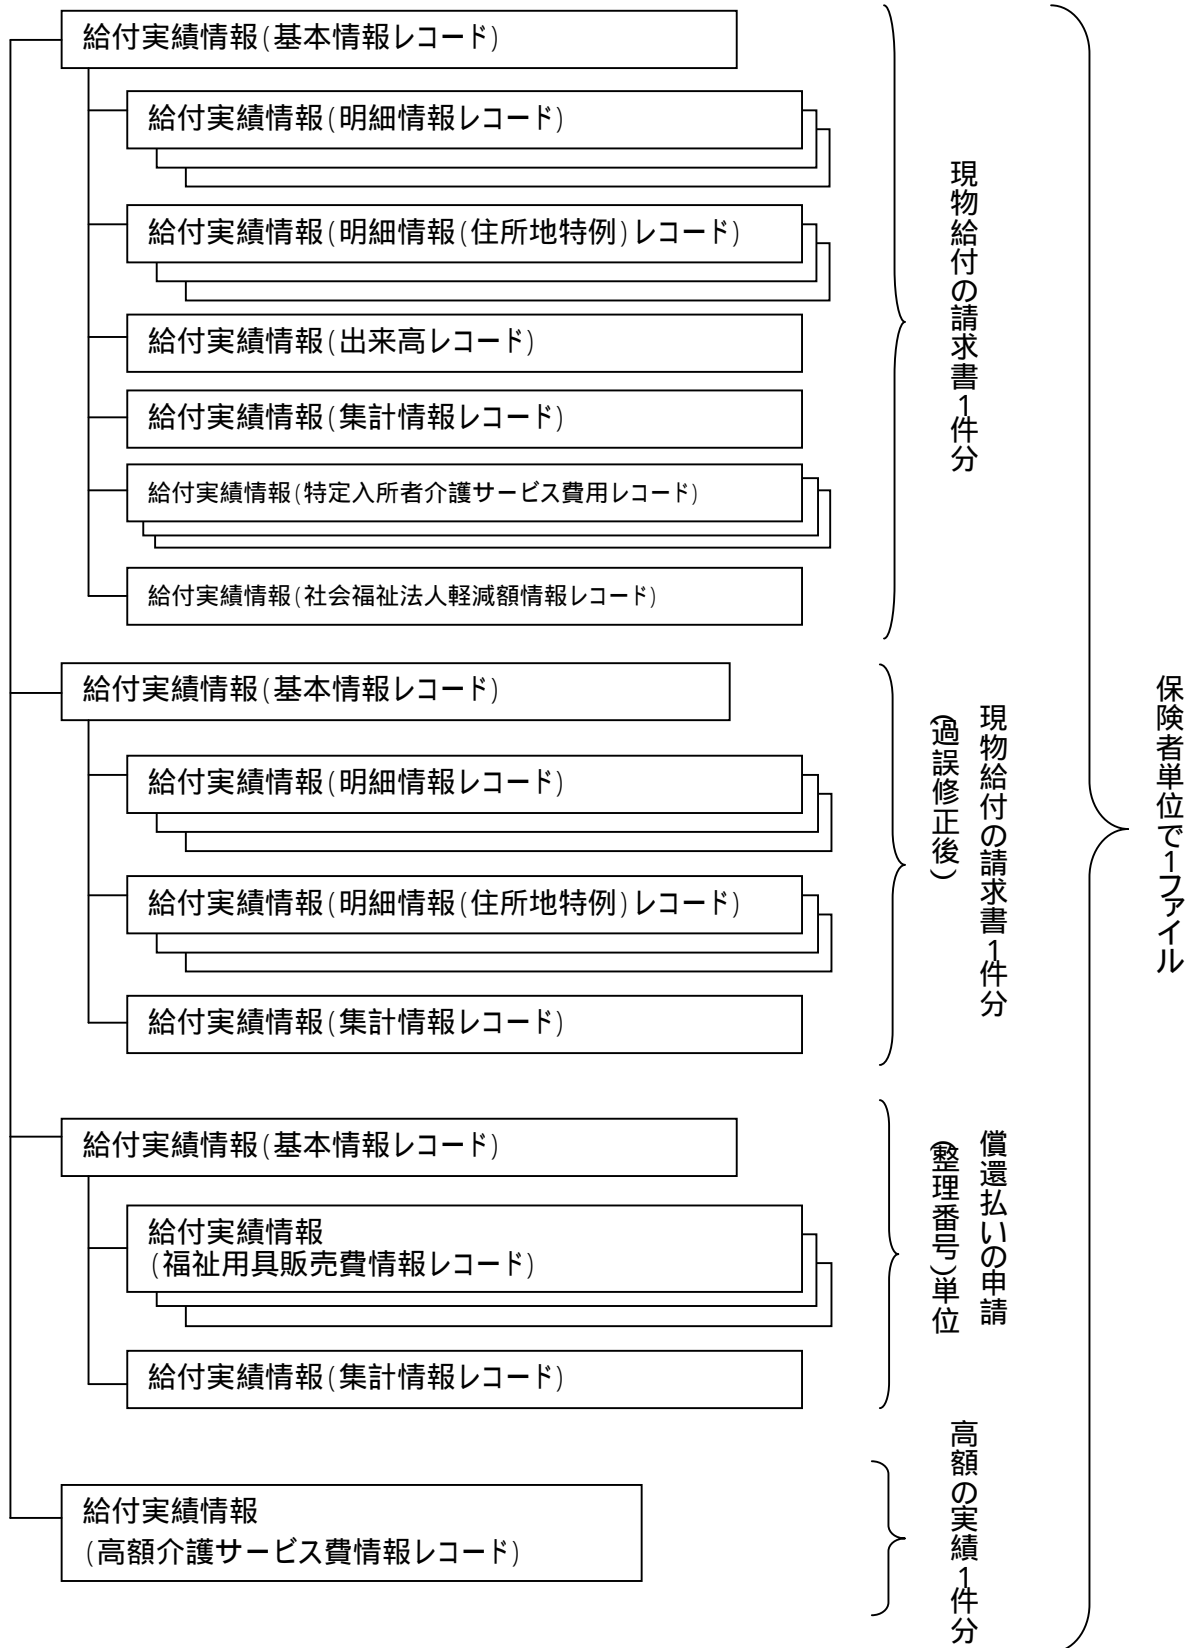 給付実績情報(基本情報レコード)
給付実績情報(明細情報レコード)
給付実績情報(明細情報(住所地特例)レコード)
給付実績情報(出来高レコード)
給付実績情報(集計情報レコード)
給付実績情報(特定入所者介護サービス費用レコード)
給付実績情報(社会福祉法人軽減額情報レコード)
現物給付の請求書1件分
給付実績情報(基本情報レコード)
給付実績情報(明細情報レコード)
給付実績情報(明細情報(住所地特例)レコード)
給付実績情報(集計情報レコード)
現物給付の請求書1件分
(過誤修正後)
給付実績情報(基本情報レコード)
給付実績情報
(福祉用具販売費情報レコード)
給付実績情報(集計情報レコード)
償還払いの申請
(整理番号)単位
給付実績情報
(高額介護サービス費情報レコード)
高額の実績1件分
保険者単位で1ファイル